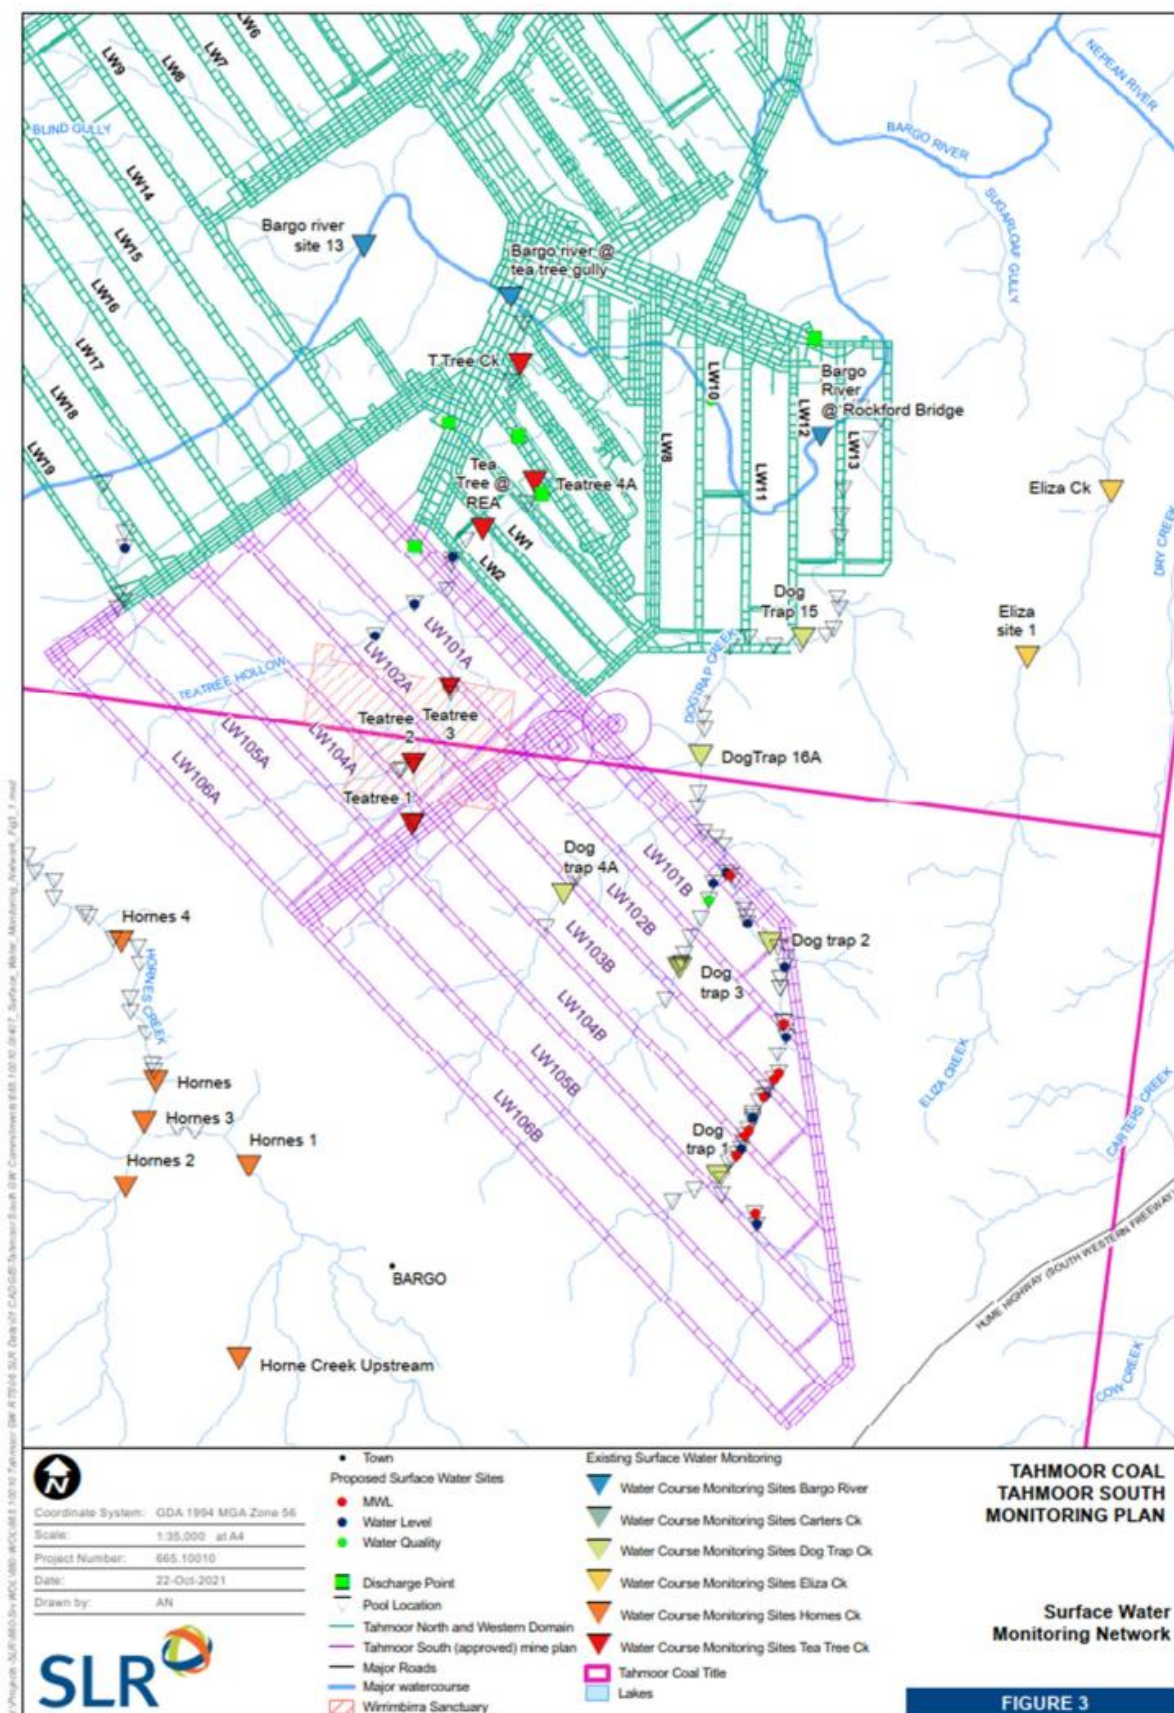 LW9
LW8
LW7
LW6
NEPEAN RIVER
BLIND GULLY
BARGO RIVER
LW14
SUGARLOAF GULLY
Bargo river
site 13
LW15
Bargo river @
tea tree gully
LW16
LW17
T Tree Ck
LW10
Bargo
River
@ Rockford Bridge
LW18
LW12
LW19
LW8
LW13
Tea
Tree @
REA
Teatree 4A
LW11
Eliza Ck
LW1
DRY CREEK
LW2
Dog
Trap 15
Eliza
site 1
LW101A
DOGTRAP CREEK
LW102A
TEATREE HOLLOW
Teatree
2
Teatree
3
LW105A
LW104A
DogTrap 16A
LW106A
Teatree 1
Dog
trap 4A
LW101B
LW102B
Hornes 4
LW103B
Dog trap 2
HORNES CREEK
Dog
trap 3
LW104B
LW105B
Hornes
ELIZA CREEK
LW106B
Hornes 3
CARTERS CREEK
Hornes 1
Dog
trap 1
Hornes 2
HUME HIGHWAY (SOUTH WESTERN FREEWAY)
BARGO
Horne Creek Upstream
COW CREEK
N
Coordinate System: GDA 1994 MGA Zone 56
Scale: 1:35,000 at A4
Project Number: 665.10010
Date: 22-Oct-2021
Drawn by: AN
SLR
Town
Proposed Surface Water Sites
MWL
Water Level
Water Quality
Discharge Point
Pool Location
Tahmoor North and Western Domain
Tahmoor South (approved) mine plan
Major Roads
Major watercourse
Wirrimbirra Sanctuary
Existing Surface Water Monitoring
Water Course Monitoring Sites Bargo River
Water Course Monitoring Sites Carters Ck
Water Course Monitoring Sites Dog Trap Ck
Water Course Monitoring Sites Eliza Ck
Water Course Monitoring Sites Hornes Ck
Water Course Monitoring Sites Tea Tree Ck
Tahmoor Coal Title
Lakes
TAHMOOR COAL
TAHMOOR SOUTH
MONITORING PLAN
Surface Water
Monitoring Network
FIGURE 3